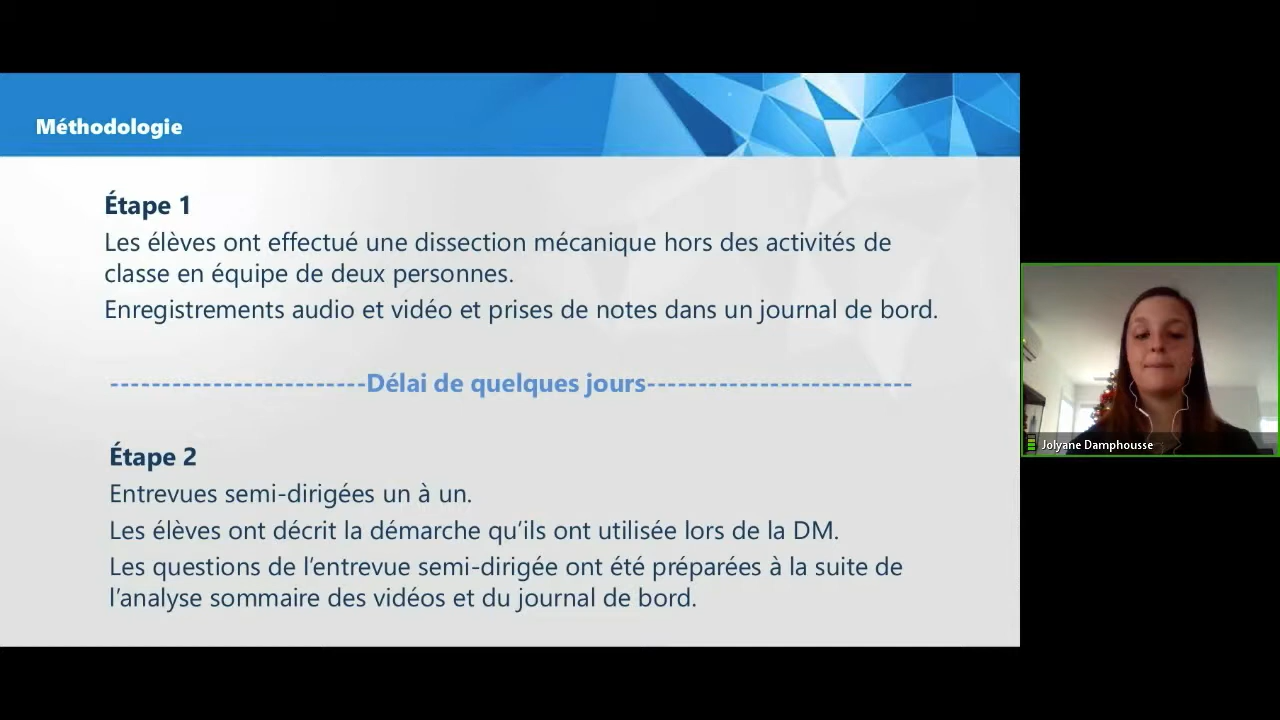 Méthodologie
Étape 1
Les élèves ont effectué une dissection mécanique hors des activités de
classe en équipe de deux personnes.
Enregistrements audio et vidéo et prises de notes dans un journal de bord.
-------------------------Délai de quelques jours--------------------------
Étape 2
Entrevues semi-dirigées un à un.
Les élèves ont décrit la démarche qu’ils ont utilisée lors de la DM.
Les questions de l’entrevue semi-dirigée ont été préparées à la suite de
l’analyse sommaire des vidéos et du journal de bord.
Jolyane Damphousse